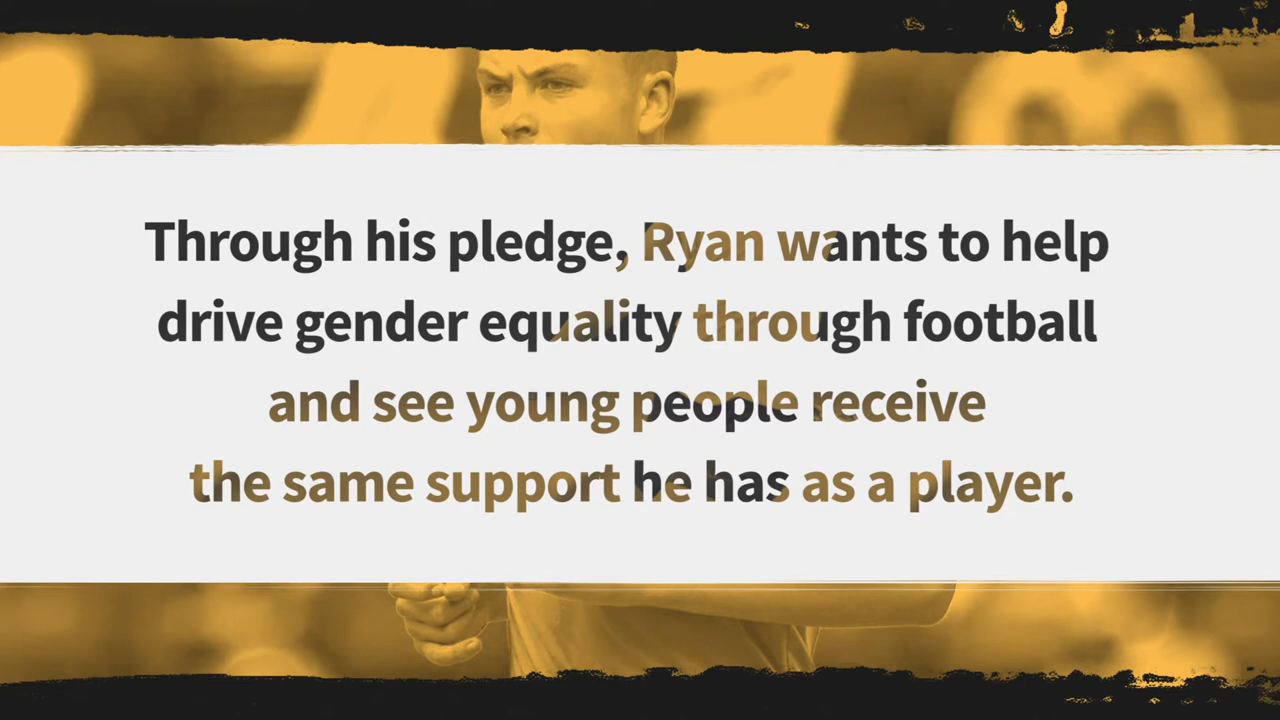 Through his pledge, Ryan wants to help
drive gender equality through football
and see young people receive
the same support he has as a player.